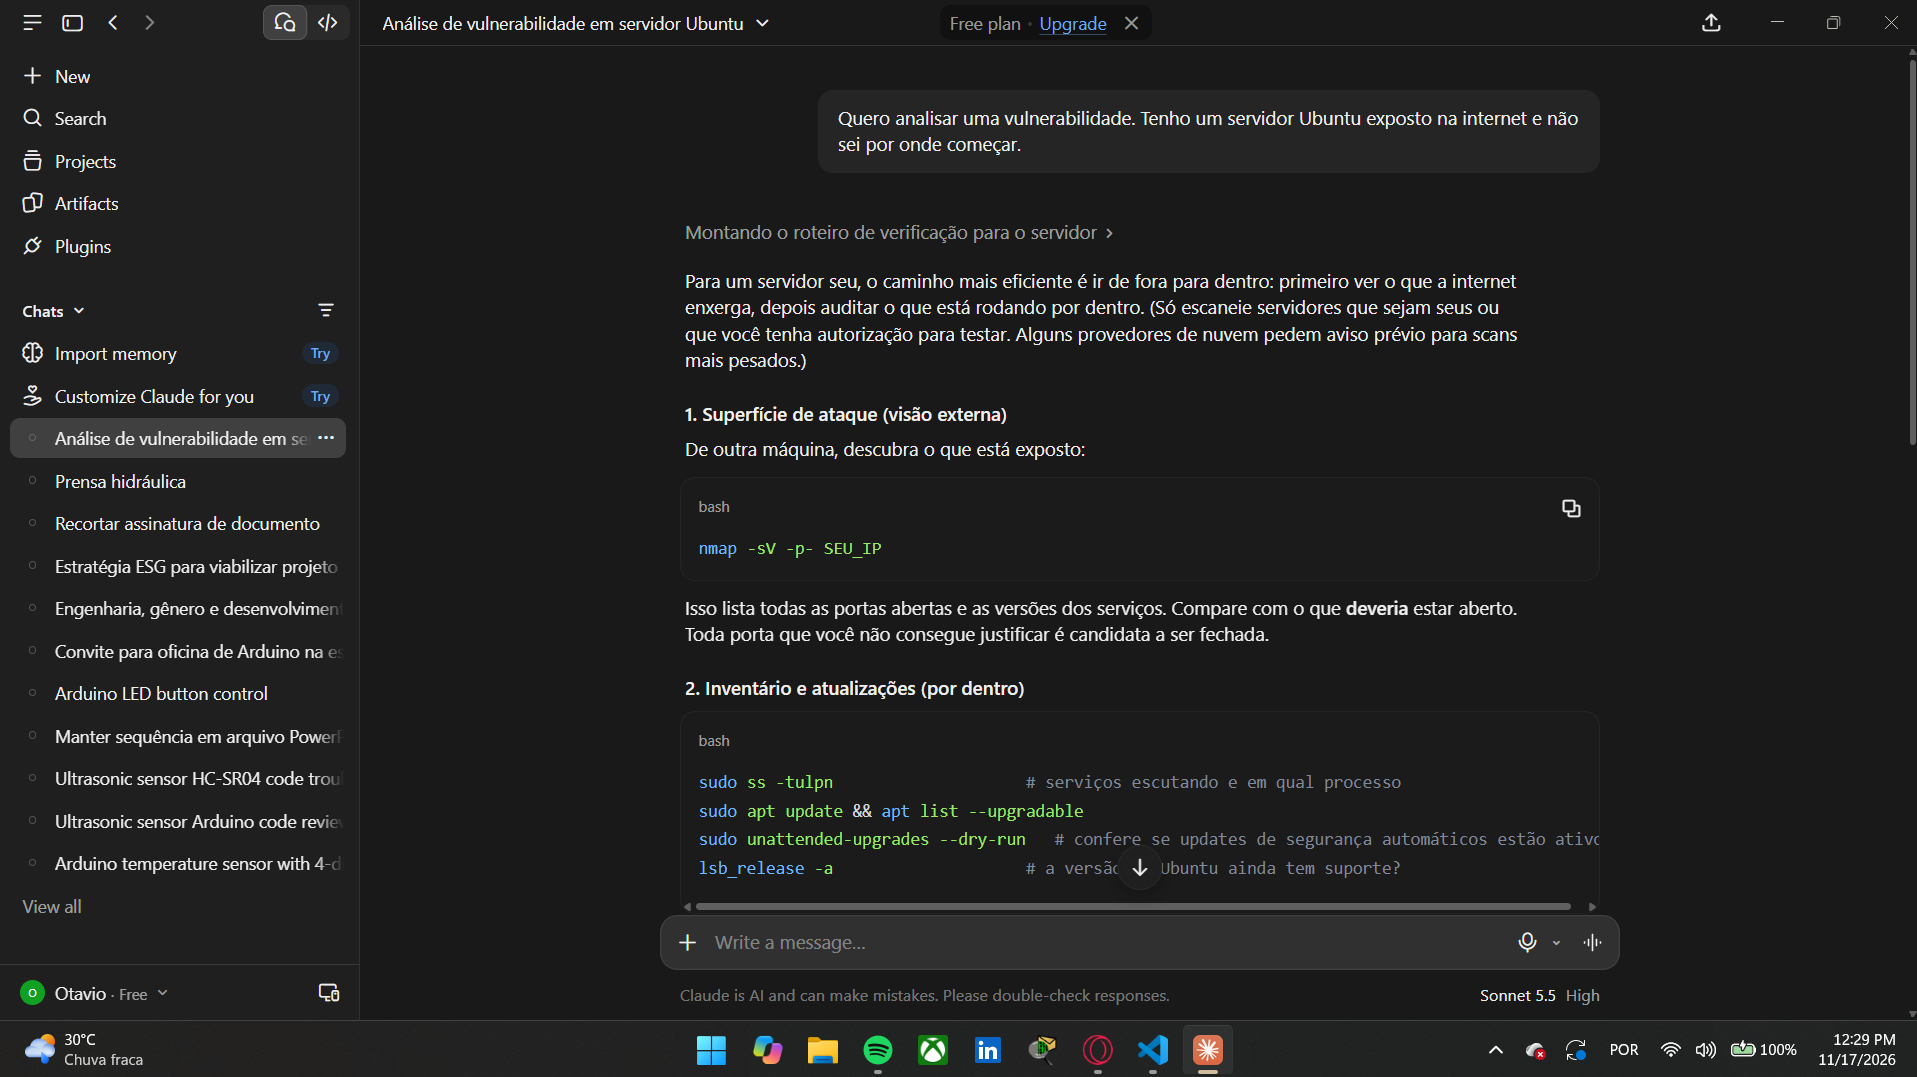 Análise de vulnerabilidade em servidor Ubuntu
Free plan · Upgrade
New
Search
Projects
Artifacts
Plugins
Chats
Import memory Try
Customize Claude for you Try
Análise de vulnerabilidade em se
Prensa hidráulica
Recortar assinatura de documento
Estratégia ESG para viabilizar projeto
Engenharia, gênero e desenvolvimen
Convite para oficina de Arduino na es
Arduino LED button control
Manter sequência em arquivo PowerP
Ultrasonic sensor HC-SR04 code trou
Ultrasonic sensor Arduino code revie
Arduino temperature sensor with 4-d
View all
O Otavio · Free
Quero analisar uma vulnerabilidade. Tenho um servidor Ubuntu exposto na internet e não
sei por onde começar.
Montando o roteiro de verificação para o servidor
Para um servidor seu, o caminho mais eficiente é ir de fora para dentro: primeiro ver o que a internet
enxerga, depois auditar o que está rodando por dentro. (Só escaneie servidores que sejam seus ou
que você tenha autorização para testar. Alguns provedores de nuvem pedem aviso prévio para scans
mais pesados.)
1. Superfície de ataque (visão externa)
De outra máquina, descubra o que está exposto:
bash
nmap -sV -p- SEU_IP
Isso lista todas as portas abertas e as versões dos serviços. Compare com o que deveria estar aberto.
Toda porta que você não consegue justificar é candidata a ser fechada.
2. Inventário e atualizações (por dentro)
bash
sudo ss -tulpn # serviços escutando e em qual processo
sudo apt update && apt list --upgradable
sudo unattended-upgrades --dry-run # confere se updates de segurança automáticos estão ativo
lsb_release -a # a versão Ubuntu ainda tem suporte?
Write a message...
Claude is AI and can make mistakes. Please double-check responses.
Sonnet 5.5 High
30°C
Chuva fraca
in
POR
100%
12:29 PM
11/17/2026